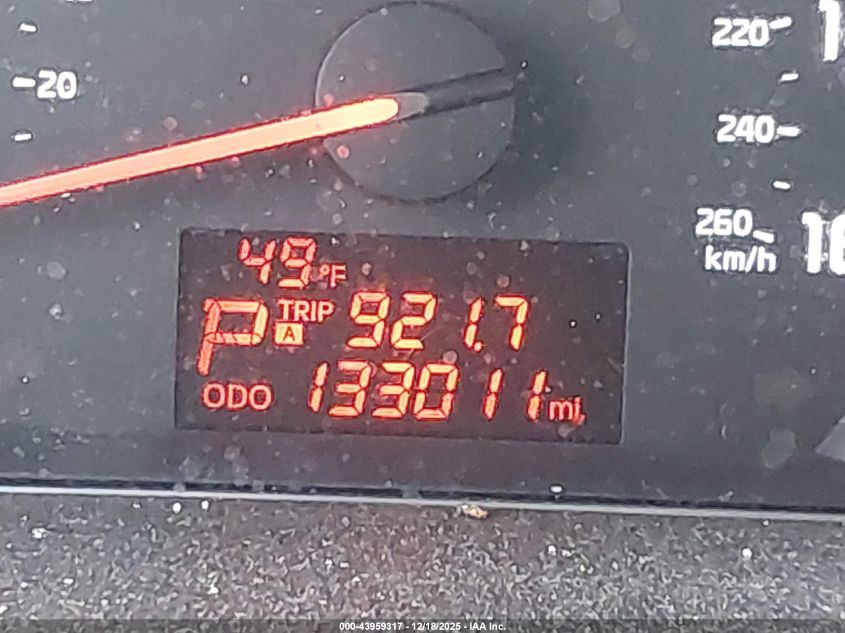 20
220
240
260
km/h
49°F
P TRIP A 921.7
ODO 133011 mi.
000-43959317 - 12/18/2025 - IAA Inc.